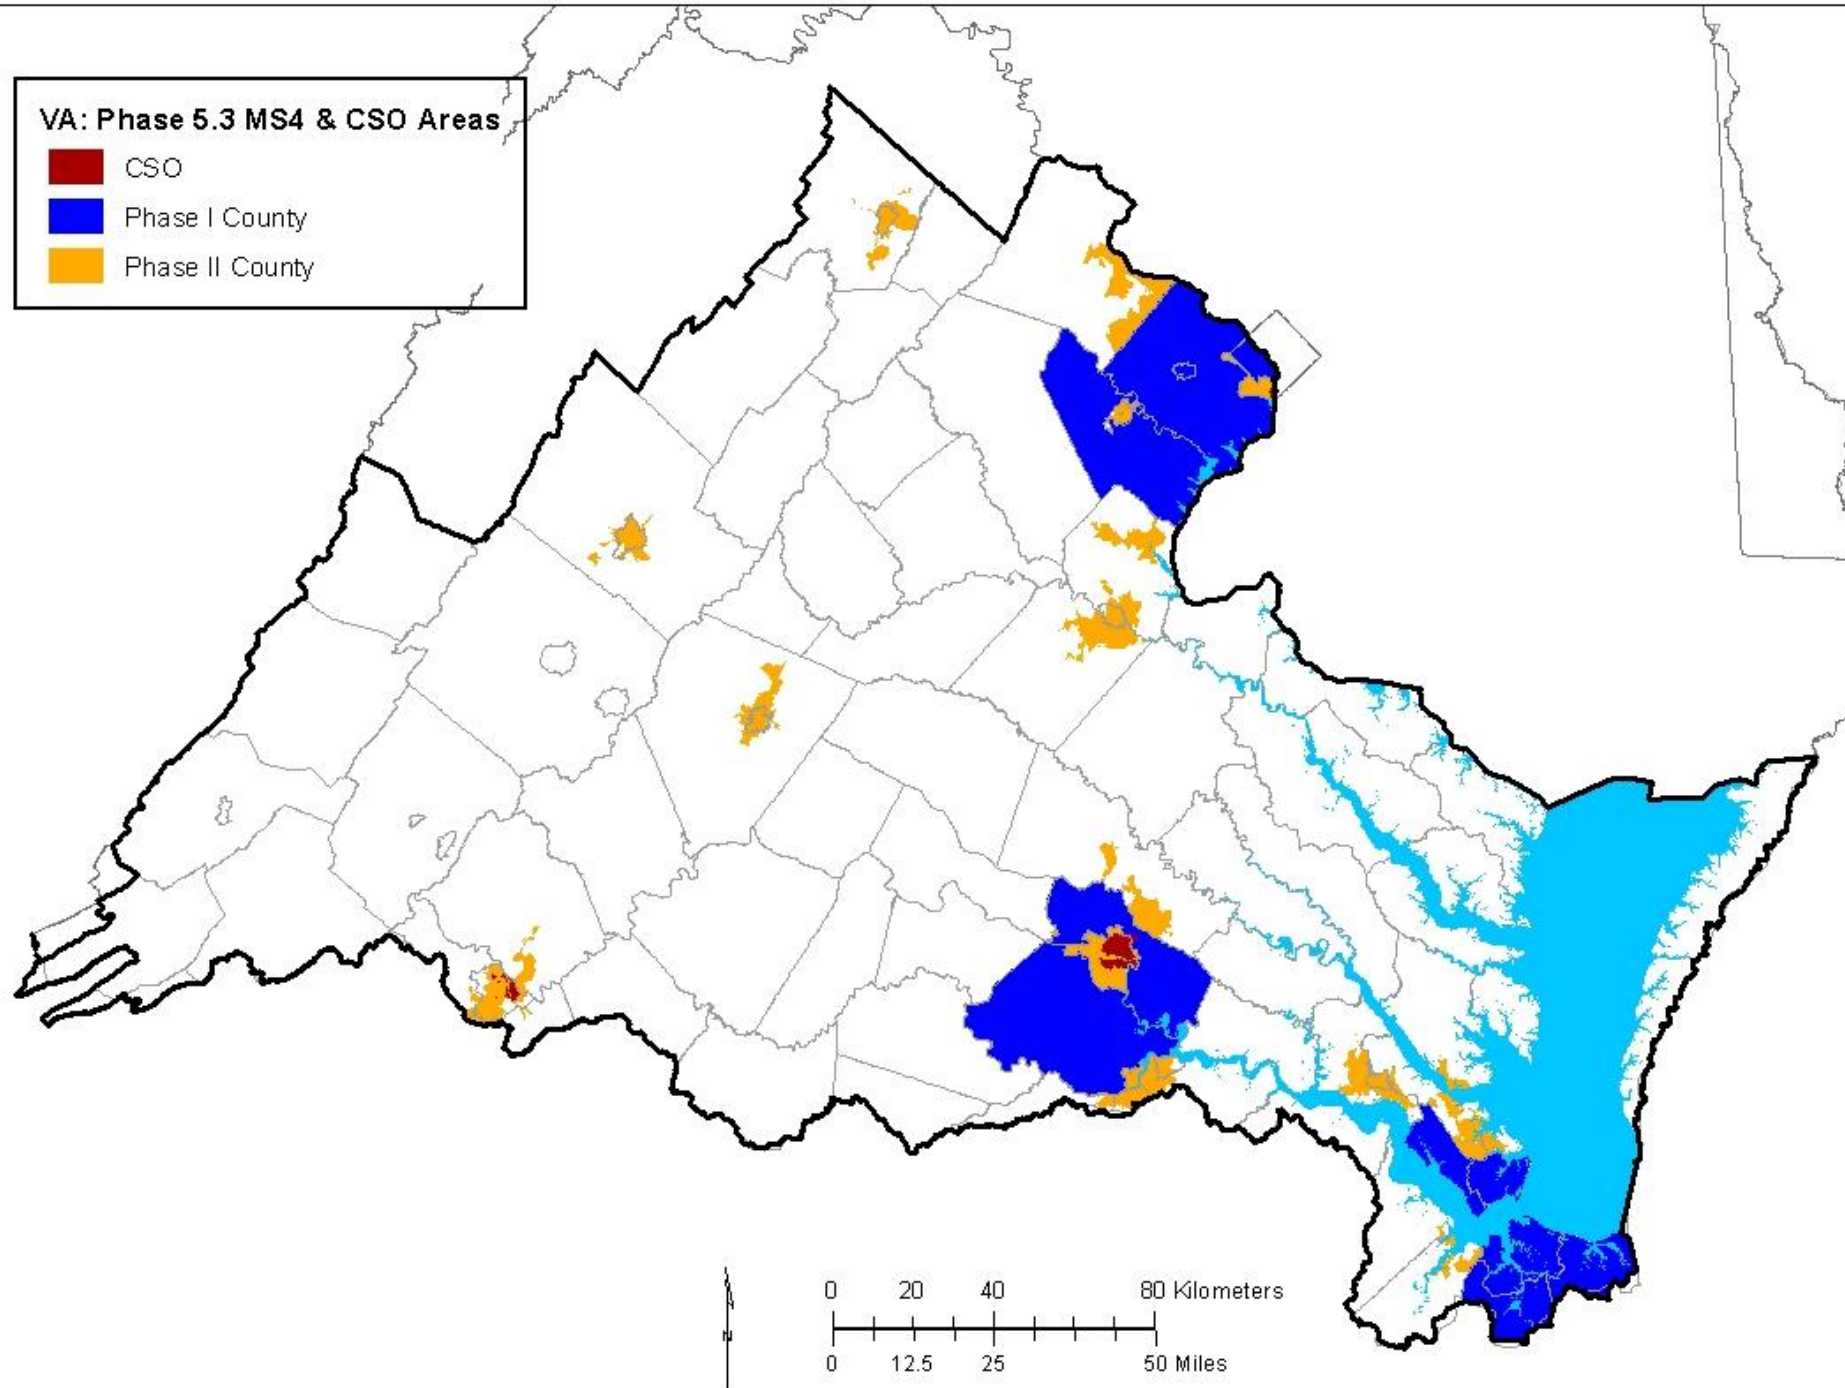 VA: Phase 5.3 MS4 & CSO Areas
CSO
Phase I County
Phase II County
0 20 40 80 Kilometers
0 12.5 25 50 Miles